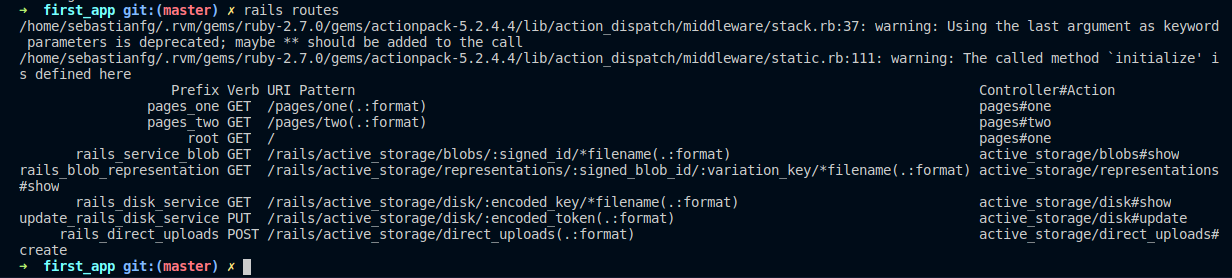 ➜  first_app git:(master) ✗ rails routes
/home/sebastianfg/.rvm/gems/ruby-2.7.0/gems/actionpack-5.2.4.4/lib/action_dispatch/middleware/stack.rb:37: warning: Using the last argument as keyword
 parameters is deprecated; maybe ** should be added to the call
/home/sebastianfg/.rvm/gems/ruby-2.7.0/gems/actionpack-5.2.4.4/lib/action_dispatch/middleware/static.rb:111: warning: The called method `initialize' i
s defined here
                   Prefix Verb URI Pattern                                                                              Controller#Action
                pages_one GET  /pages/one(.:format)                                                                     pages#one
                pages_two GET  /pages/two(.:format)                                                                     pages#two
                     root GET  /                                                                                        pages#one
       rails_service_blob GET  /rails/active_storage/blobs/:signed_id/*filename(.:format)                               active_storage/blobs#show
rails_blob_representation GET  /rails/active_storage/representations/:signed_blob_id/:variation_key/*filename(.:format) active_storage/representations
#show
       rails_disk_service GET  /rails/active_storage/disk/:encoded_key/*filename(.:format)                              active_storage/disk#show
update_rails_disk_service PUT  /rails/active_storage/disk/:encoded_token(.:format)                                      active_storage/disk#update
     rails_direct_uploads POST /rails/active_storage/direct_uploads(.:format)                                           active_storage/direct_uploads#
create
➜  first_app git:(master) ✗